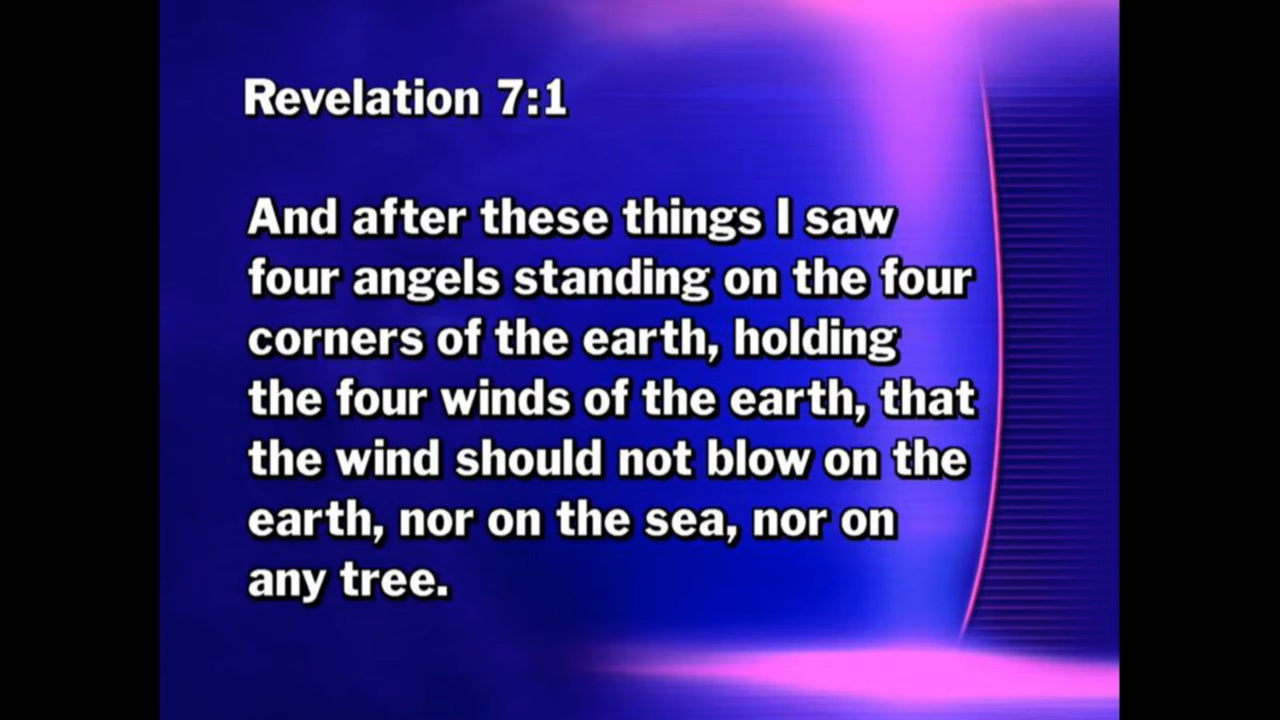 Revelation 7:1
And after these things I saw
four angels standing on the four
corners of the earth, holding
the four winds of the earth, that
the wind should not blow on the
earth, nor on the sea, nor on
any tree.